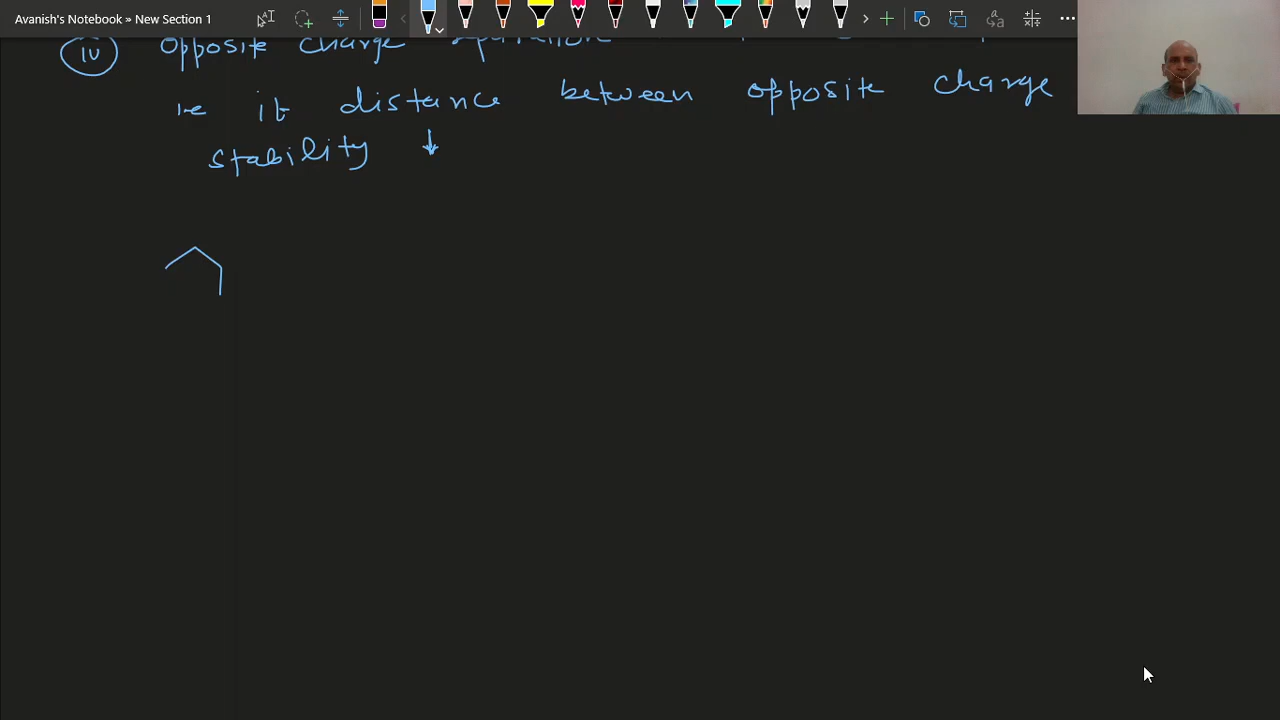 Avanish's Notebook » New Section 1
iv opposite charge
ie if distance between opposite charge
stability ↓